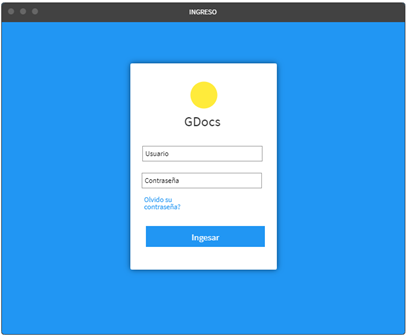 INGRESO
GDocs
Usuario
Contraseña
Olvido su
contraseña?
Ingesar